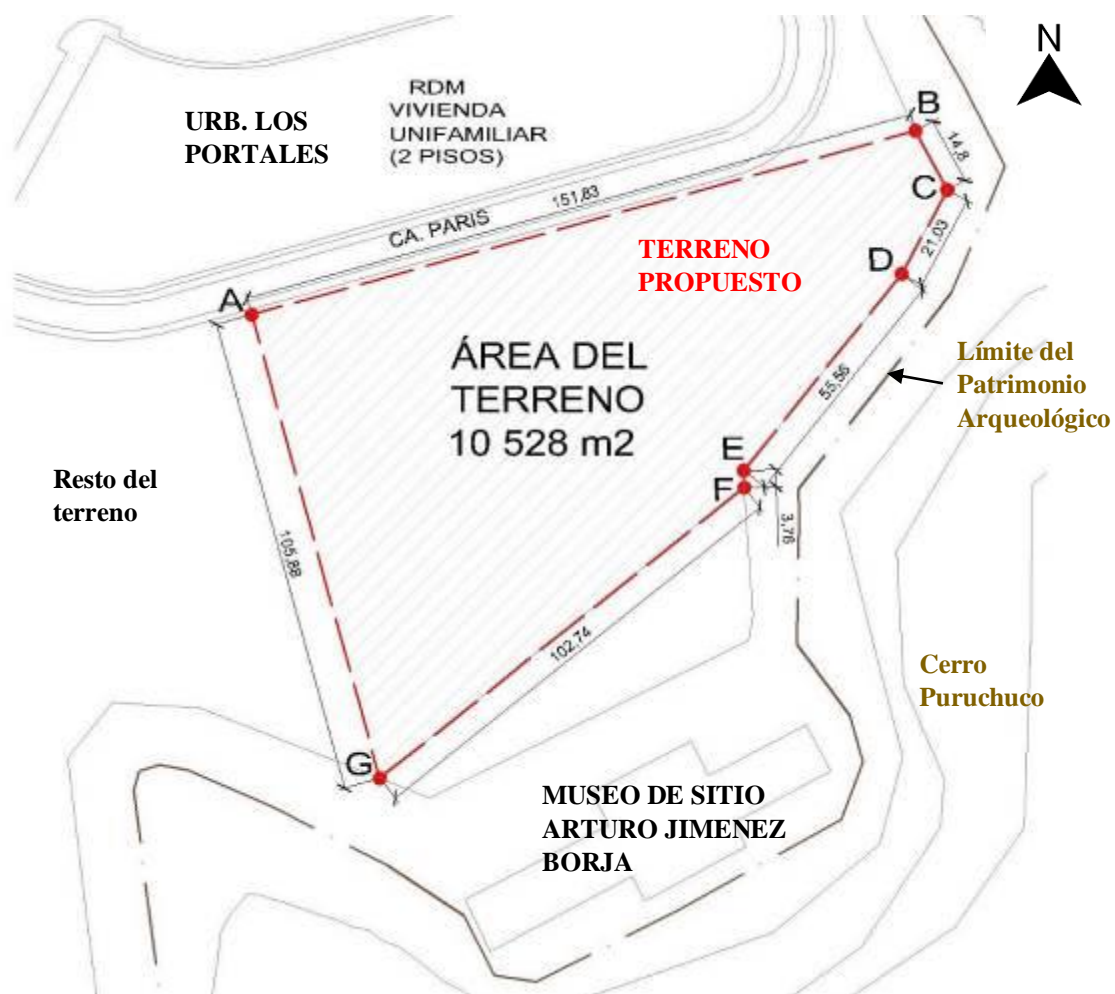 N
RDM
VIVIENDA
UNIFAMILIAR
(2 PISOS)
URB. LOS
PORTALES
B
14,8
C
151,83
CA. PARIS
21,03
TERRENO
PROPUESTO
D
A
ÁREA DEL
TERRENO
10 528 m2
Límite del
Patrimonio
Arqueológico
55,56
E
F
3,76
Resto del
terreno
105,88
102,74
Cerro
Puruchuco
G
MUSEO DE SITIO
ARTURO JIMENEZ
BORJA